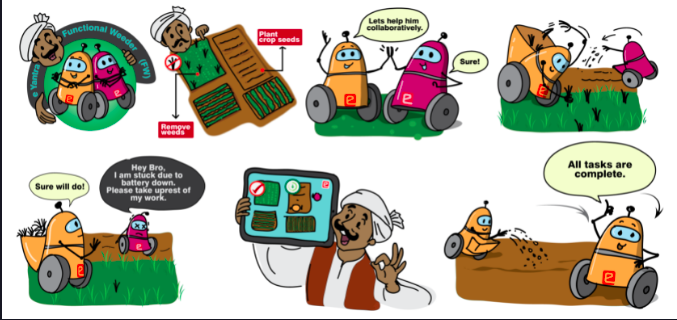 e Yantra Functional Weeder (FW)
Plant
crop seeds
Remove
weeds
Lets help him
collaboratively.
Sure!
Sure will do!
Hey Bro,
I am stuck due to
battery down.
Please take uprest of
my work.
All tasks are
complete.